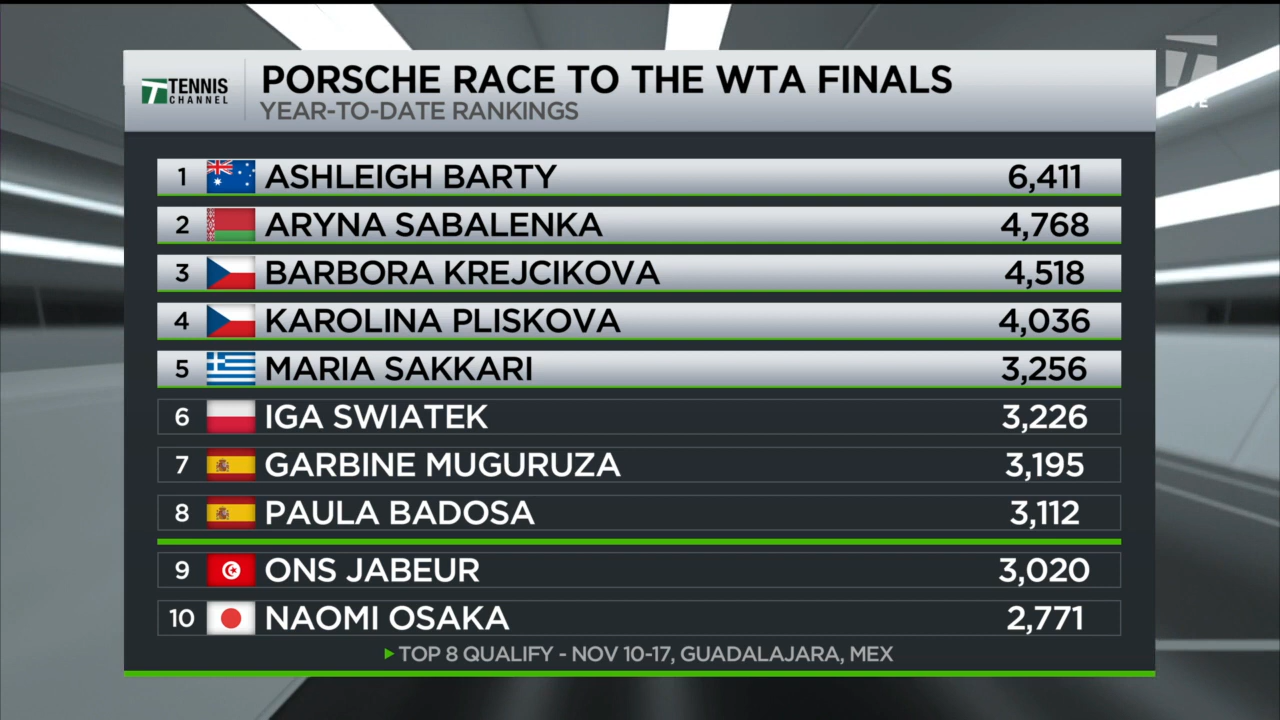 TENNIS
CHANNEL
PORSCHE RACE TO THE WTA FINALS
YEAR-TO-DATE RANKINGS
1 ASHLEIGH BARTY 6,411
2 ARYNA SABALENKA 4,768
3 BARBORA KREJCIKOVA 4,518
4 KAROLINA PLISKOVA 4,036
5 MARIA SAKKARI 3,256
6 IGA SWIATEK 3,226
7 GARBINE MUGURUZA 3,195
8 PAULA BADOSA 3,112
9 ONS JABEUR 3,020
10 NAOMI OSAKA 2,771
TOP 8 QUALIFY - NOV 10-17, GUADALAJARA, MEX